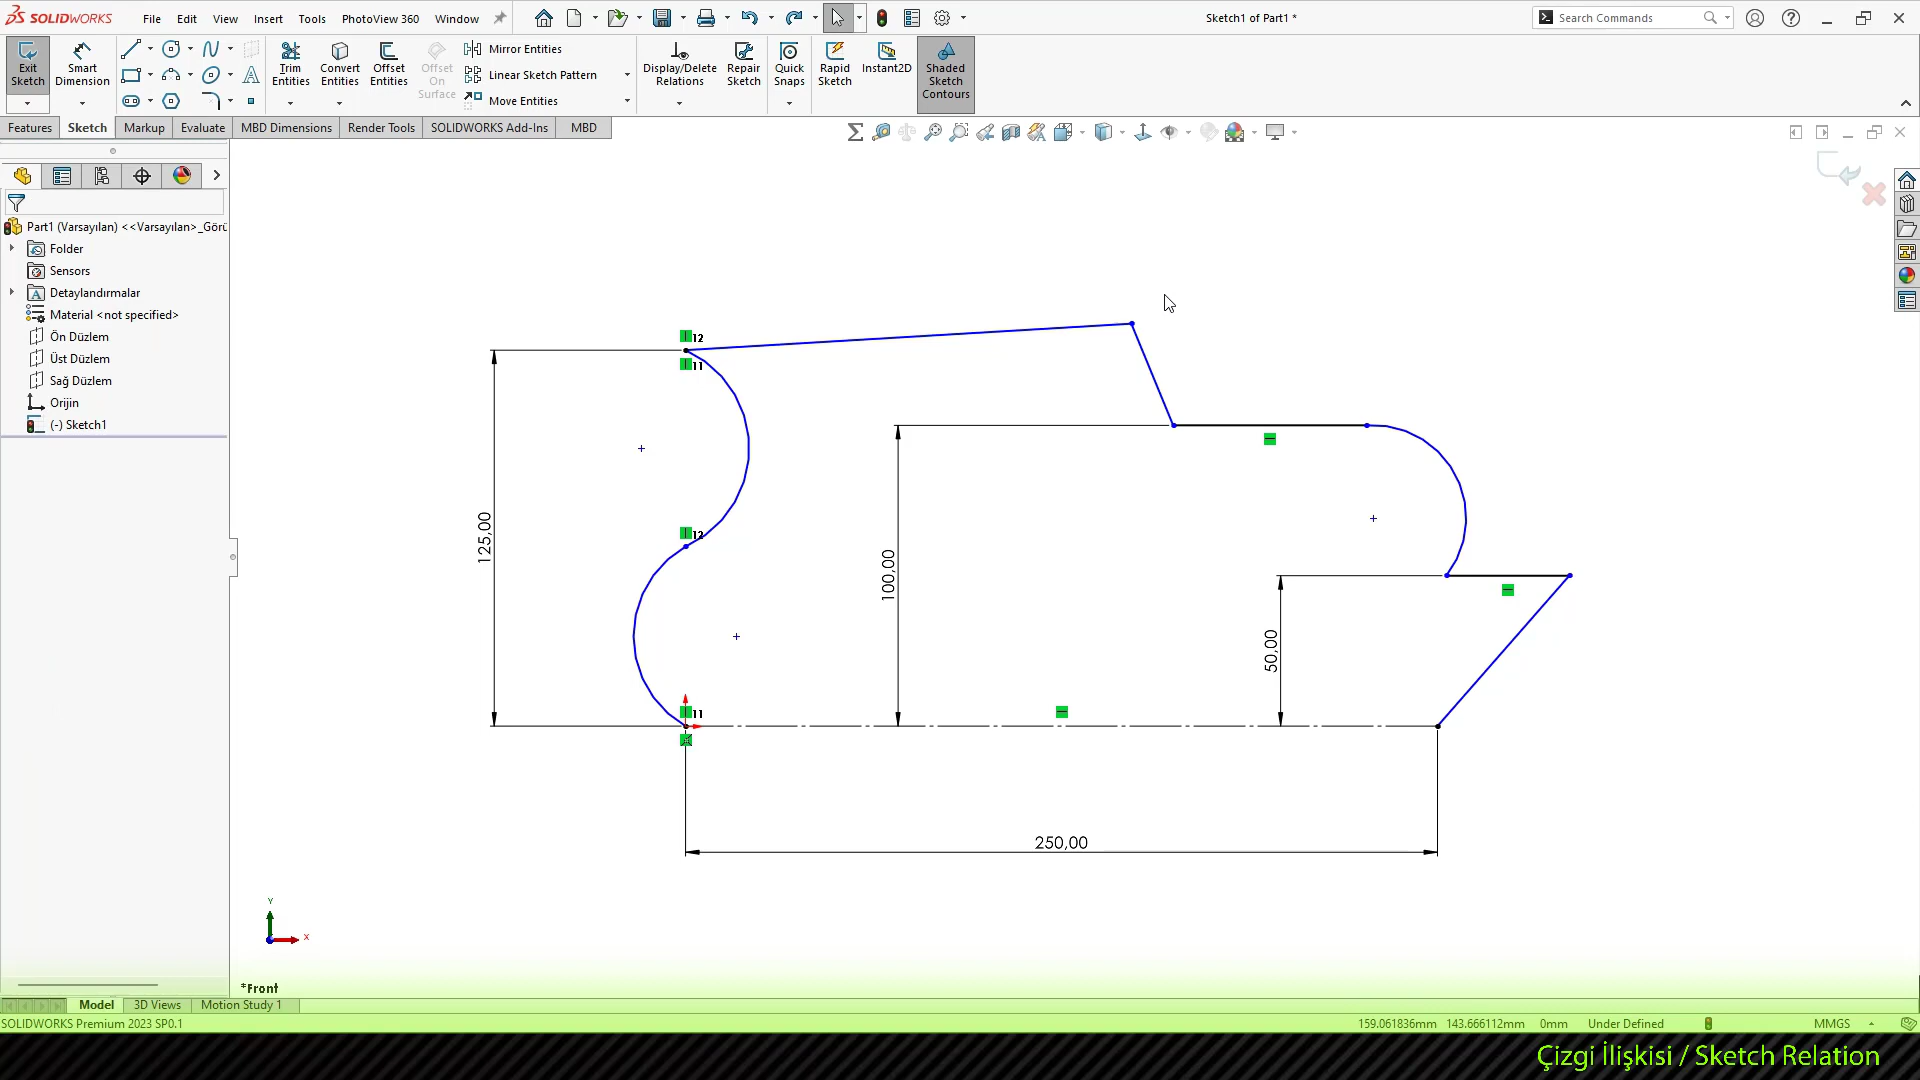 SOLIDWORKS File Edit View Insert Tools PhotoView 360 Window Sketch1 of Part1 * Search Commands
Exit Sketch
Smart Dimension
Trim Entities
Convert Entities
Offset Entities
Offset On Surface
Mirror Entities
Linear Sketch Pattern
Move Entities
Display/Delete Relations
Repair Sketch
Quick Snaps
Rapid Sketch
Instant2D
Shaded Sketch Contours
Features Sketch Markup Evaluate MBD Dimensions Render Tools SOLIDWORKS Add-Ins MBD
Part1 (Varsayılan) <<Varsayılan>_Görü
Folder
Sensors
Detaylandırmalar
Material <not specified>
Ön Düzlem
Üst Düzlem
Sağ Düzlem
Orijin
(-) Sketch1
12
11
12
11
125,00
100,00
50,00
250,00
Y
X
*Front
Model 3D Views Motion Study 1
SOLIDWORKS Premium 2023 SP0.1 159.061836mm 143.666112mm 0mm Under Defined MMGS
Çizgi İlişkisi / Sketch Relation